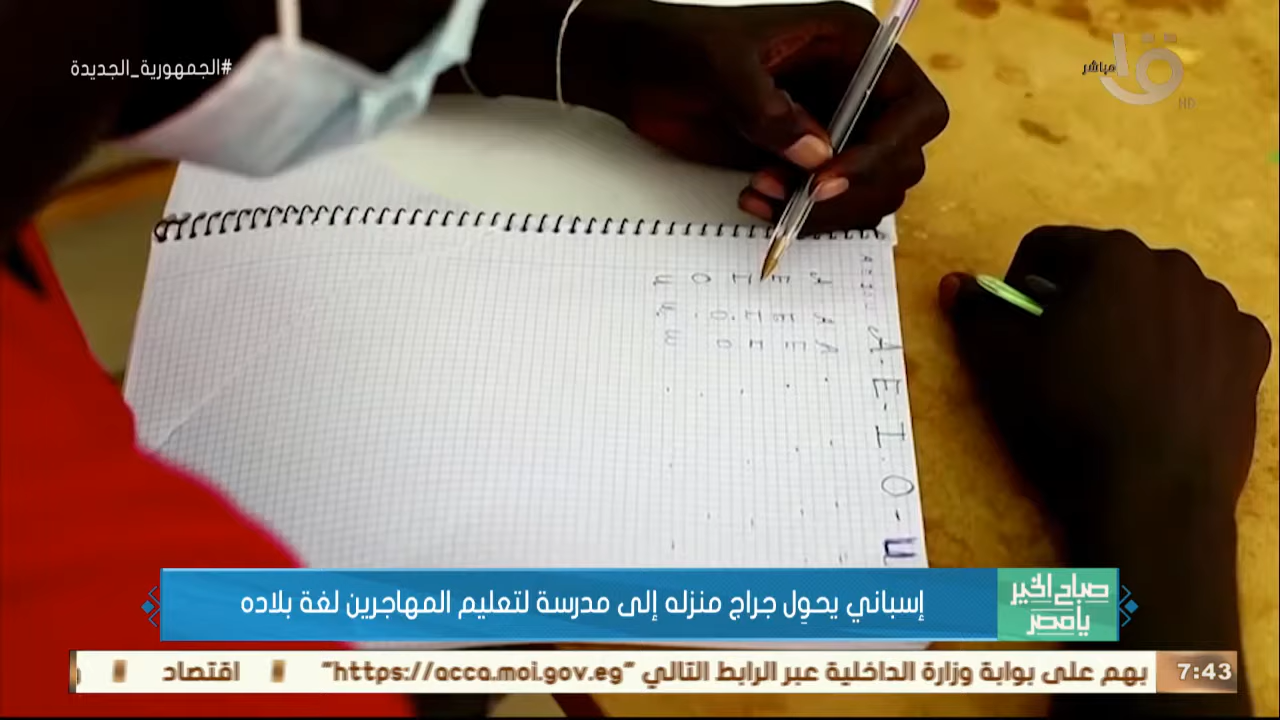 #الجمهورية_الجديدة
مباشر
HD
A-E-I.O-u
إسباني يحوِل جراج منزله إلى مدرسة لتعليم المهاجرين لغة بلاده
صباح الخير
يا مصر
7:43
بهم على بوابة وزارة الداخلية عبر الرابط التالي "https://acca.moi.gov.eg" اقتصاد